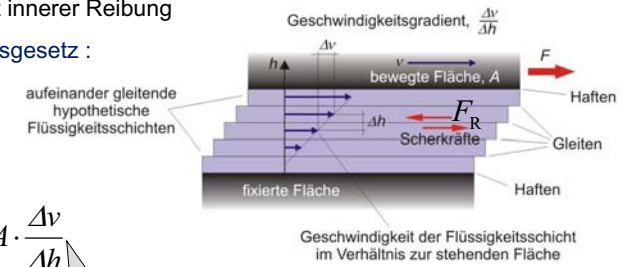 t innerer Reibung
sgesetz :
Geschwindigkeitsgradient, Δv/Δh
Δv
h
v
F
bewegte Fläche, A
aufeinander gleitende
hypothetische
Flüssigkeitsschichten
Haften
Δh
F_R
Scherkräfte
Gleiten
fixierte Fläche
Haften
Geschwindigkeit der Flüssigkeitsschicht
im Verhältnis zur stehenden Fläche
A · Δv/Δh